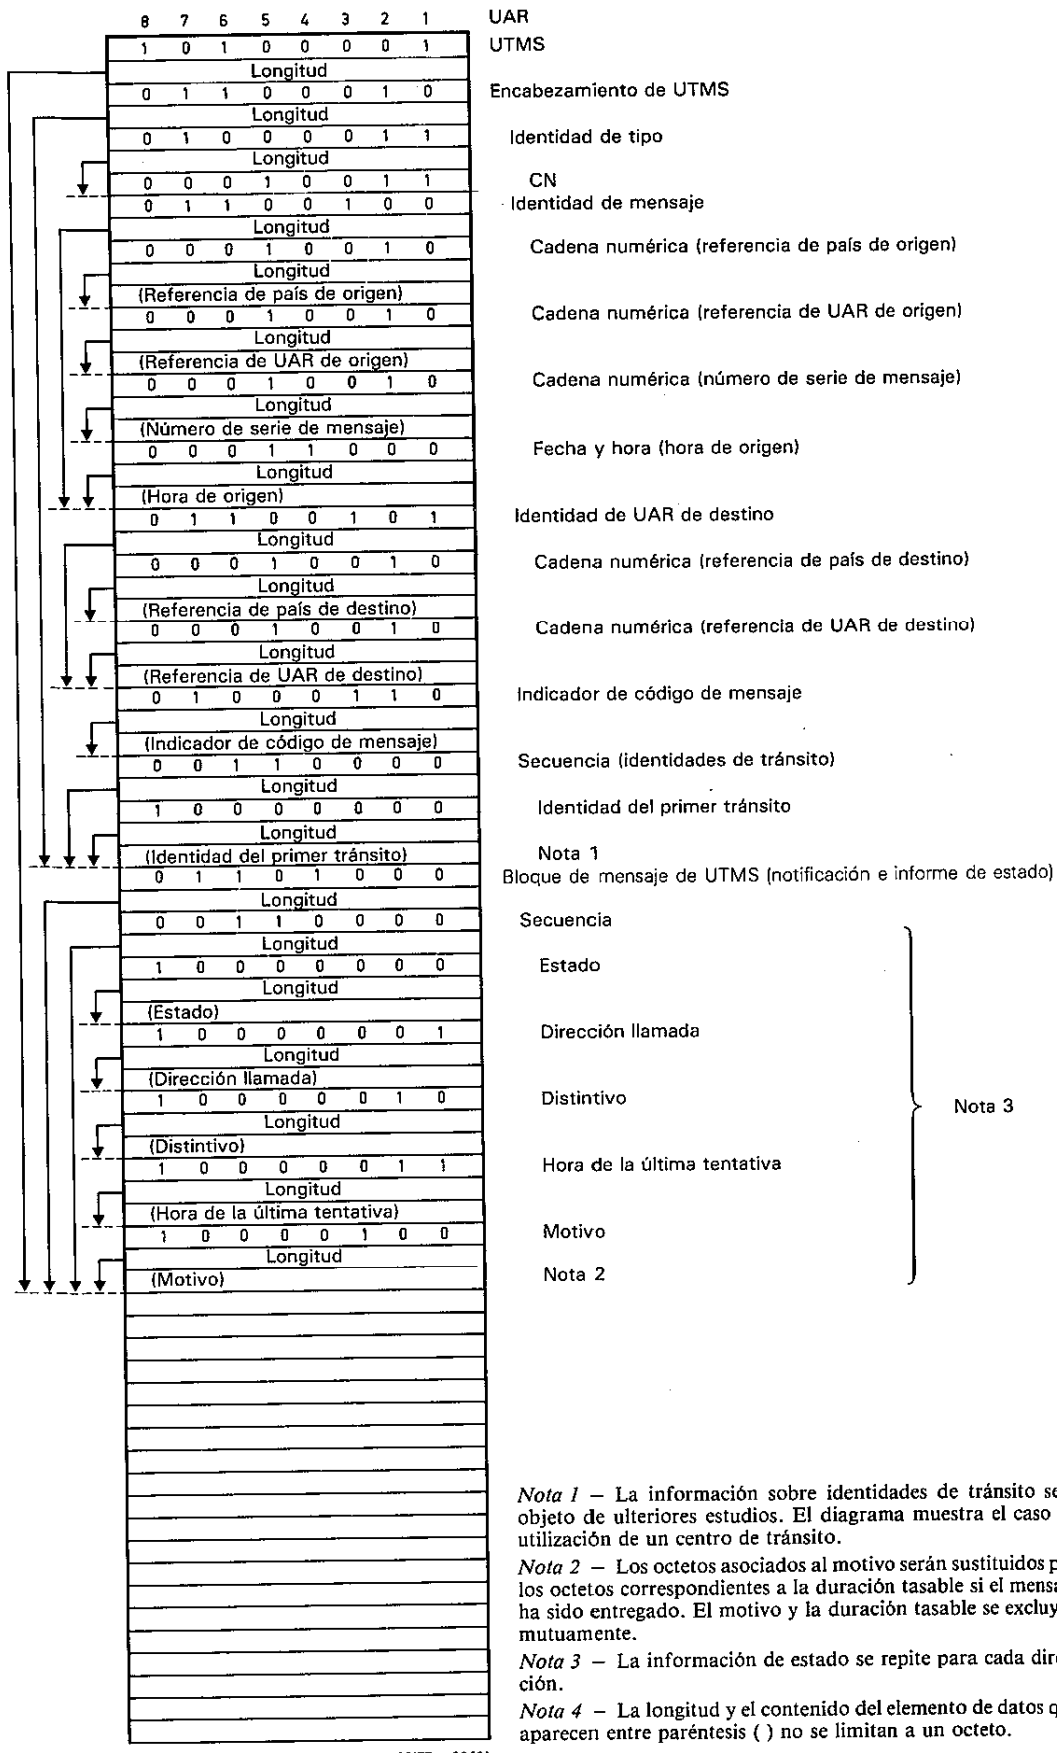 8 7 6 5 4 3 2 1 UAR
1 0 1 0 0 0 0 1 UTMS
Longitud
0 1 1 0 0 0 1 0 Encabezamiento de UTMS
Longitud
0 1 0 0 0 0 1 1 Identidad de tipo
Longitud
0 0 0 1 0 0 1 1 CN
0 1 1 0 0 1 0 0 Identidad de mensaje
Longitud
0 0 0 1 0 0 1 0 Cadena numérica (referencia de país de origen)
Longitud
(Referencia de país de origen)
0 0 0 1 0 0 1 0 Cadena numérica (referencia de UAR de origen)
Longitud
(Referencia de UAR de origen)
0 0 0 1 0 0 1 0 Cadena numérica (número de serie de mensaje)
Longitud
(Número de serie de mensaje)
0 0 0 1 1 0 0 0 Fecha y hora (hora de origen)
Longitud
(Hora de origen)
0 1 1 0 0 1 0 1 Identidad de UAR de destino
Longitud
0 0 0 1 0 0 1 0 Cadena numérica (referencia de país de destino)
Longitud
(Referencia de país de destino)
0 0 0 1 0 0 1 0 Cadena numérica (referencia de UAR de destino)
Longitud
(Referencia de UAR de destino)
0 1 0 0 0 1 1 0 Indicador de código de mensaje
Longitud
(Indicador de código de mensaje)
0 0 1 1 0 0 0 0 Secuencia (identidades de tránsito)
Longitud
1 0 0 0 0 0 0 0 Identidad del primer tránsito
Longitud
(Identidad del primer tránsito) Nota 1
0 1 1 0 1 0 0 0 Bloque de mensaje de UTMS (notificación e informe de estado)
Longitud
0 0 1 1 0 0 0 0 Secuencia
Longitud
1 0 0 0 0 0 0 0 Estado
Longitud
(Estado)
1 0 0 0 0 0 0 1 Dirección llamada
Longitud
(Dirección llamada)
1 0 0 0 0 0 1 0 Distintivo Nota 3
Longitud
(Distintivo)
1 0 0 0 0 0 1 1 Hora de la última tentativa
Longitud
(Hora de la última tentativa)
1 0 0 0 0 1 0 0 Motivo
Longitud
(Motivo) Nota 2
Nota 1 – La información sobre identidades de tránsito se
objeto de ulteriores estudios. El diagrama muestra el caso
utilización de un centro de tránsito.
Nota 2 – Los octetos asociados al motivo serán sustituidos p
los octetos correspondientes a la duración tasable si el mensa
ha sido entregado. El motivo y la duración tasable se excluy
mutuamente.
Nota 3 – La información de estado se repite para cada dire
ción.
Nota 4 – La longitud y el contenido del elemento de datos q
aparecen entre paréntesis ( ) no se limitan a un octeto.